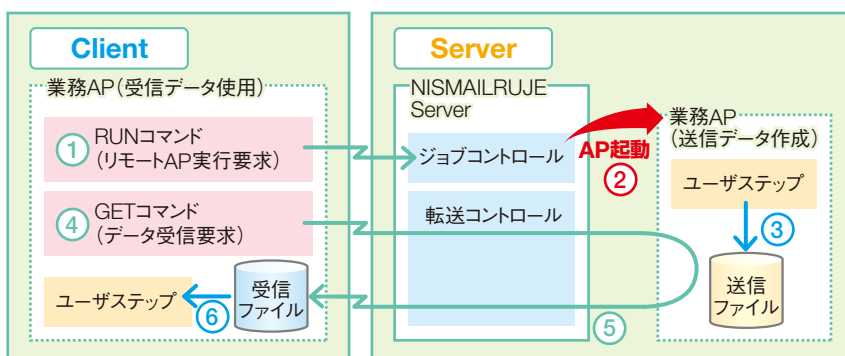 Client
業務AP(受信データ使用)
①
RUNコマンド
(リモートAP実行要求)
④
GETコマンド
(データ受信要求)
ユーザステップ
⑥
受信
ファイル
Server
NISMAILRUJE
Server
ジョブコントロール
AP起動
②
転送コントロール
⑤
業務AP
(送信データ作成)
ユーザステップ
③
送信
ファイル